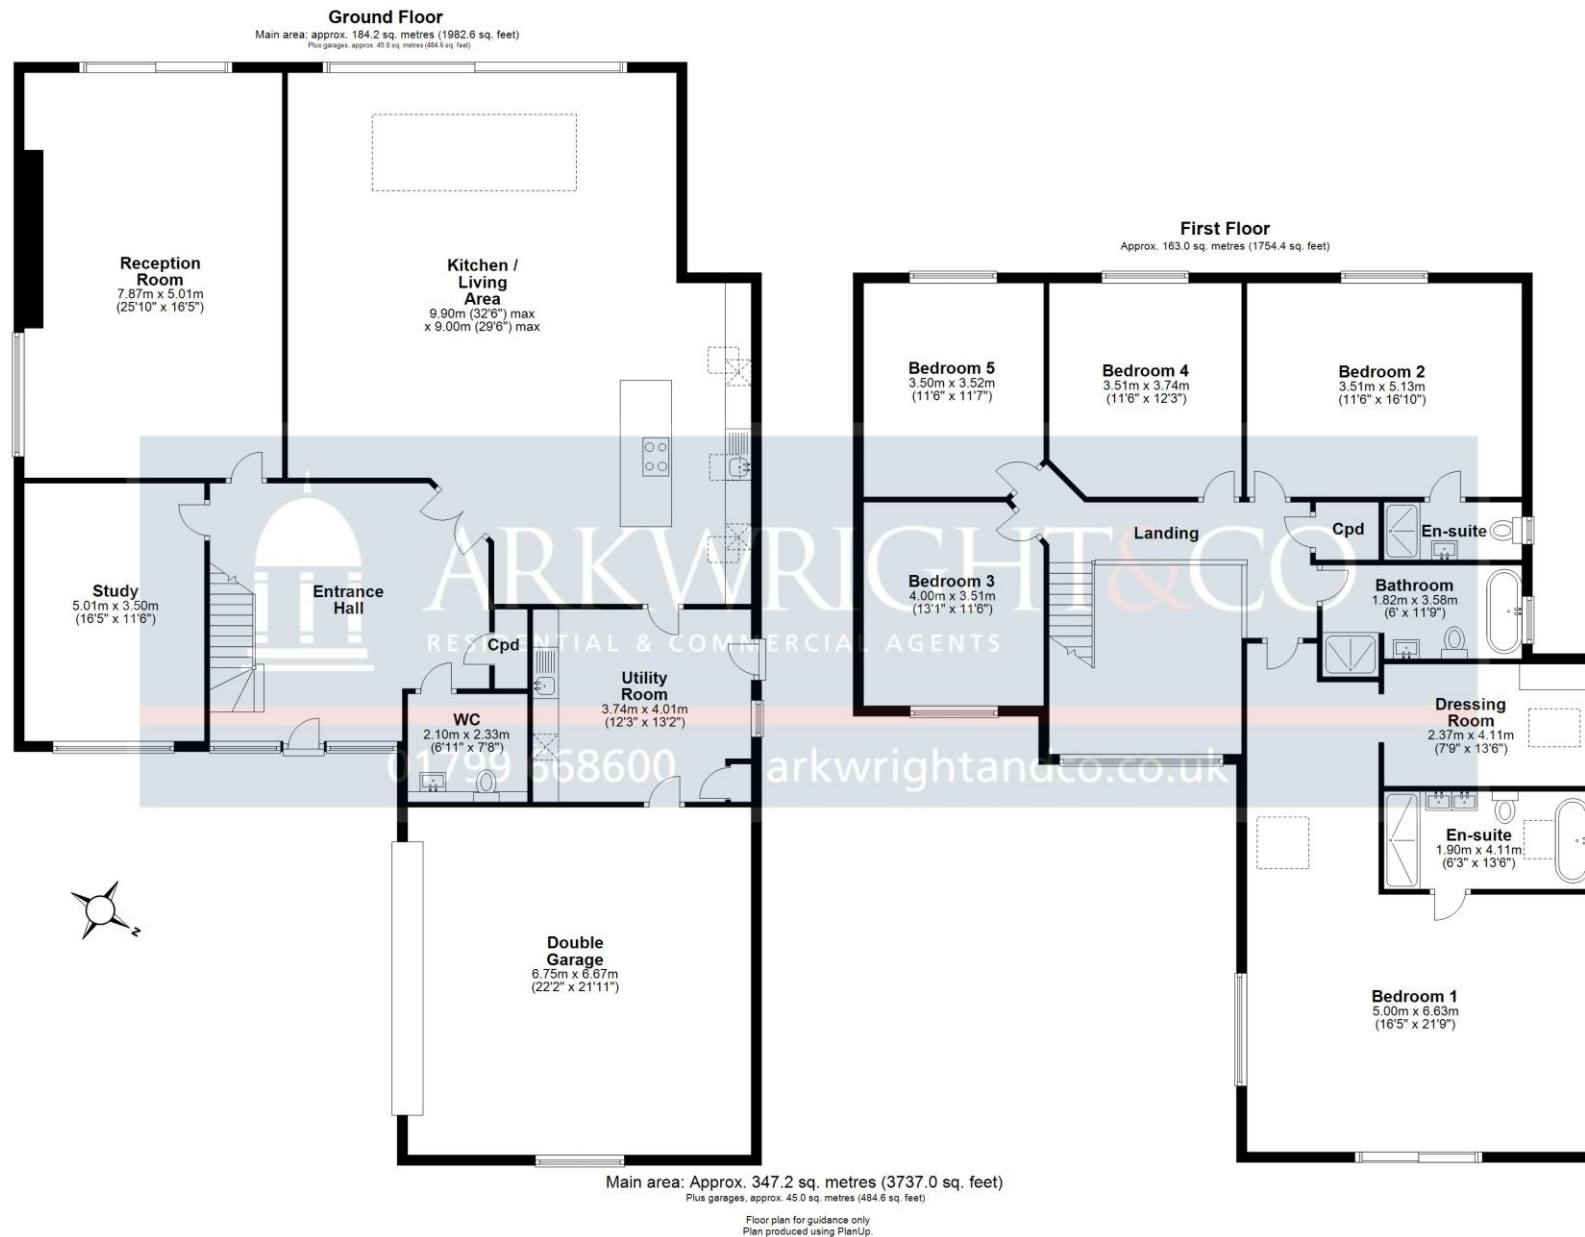 Ground Floor
Main area: approx. 184.2 sq. metres (1982.6 sq. feet)
Plus garages, approx. 45.0 sq. metres (484.6 sq. feet)
Reception
Room
7.87m x 5.01m
(25'10" x 16'5")
Kitchen /
Living
Area
9.90m (32'6") max
x 9.00m (29'6") max
Study
5.01m x 3.50m
(16'5" x 11'6")
Entrance
Hall
Cpd
Utility
Room
3.74m x 4.01m
(12'3" x 13'2")
WC
2.10m x 2.33m
(6'11" x 7'8")
Double
Garage
6.75m x 6.67m
(22'2" x 21'11")
N
First Floor
Approx. 163.0 sq. metres (1754.4 sq. feet)
Bedroom 5
3.50m x 3.52m
(11'6" x 11'7")
Bedroom 4
3.51m x 3.74m
(11'6" x 12'3")
Bedroom 2
3.51m x 5.13m
(11'6" x 16'10")
Landing
Cpd
En-suite
Bedroom 3
4.00m x 3.51m
(13'1" x 11'6")
Bathroom
1.82m x 3.58m
(6' x 11'9")
Dressing
Room
2.37m x 4.11m
(7'9" x 13'6")
En-suite
1.90m x 4.11m
(6'3" x 13'6")
Bedroom 1
5.00m x 6.63m
(16'5" x 21'9")
ARKWRIGHT&CO
RESIDENTIAL & COMMERCIAL AGENTS
01799 668600 arkwrightandco.co.uk
Main area: Approx. 347.2 sq. metres (3737.0 sq. feet)
Plus garages, approx. 45.0 sq. metres (484.6 sq. feet)
Floor plan for guidance only
Plan produced using PlanUp.